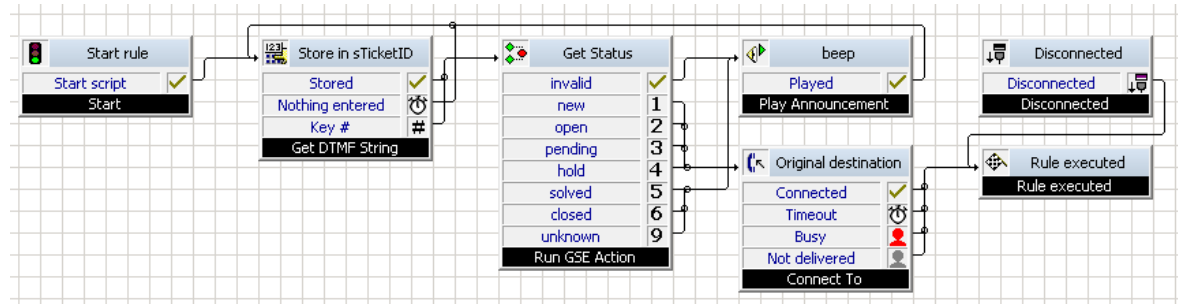 Start rule
Start script
Start
123
Store in sTicketID
Stored
Nothing entered
Key # #
Get DTMF String
Get Status
invalid
new 1
open 2
pending 3
hold 4
solved 5
closed 6
unknown 9
Run GSE Action
beep
Played
Play Announcement
Original destination
Connected
Timeout
Busy
Not delivered
Connect To
Disconnected
Disconnected
Disconnected
Rule executed
Rule executed